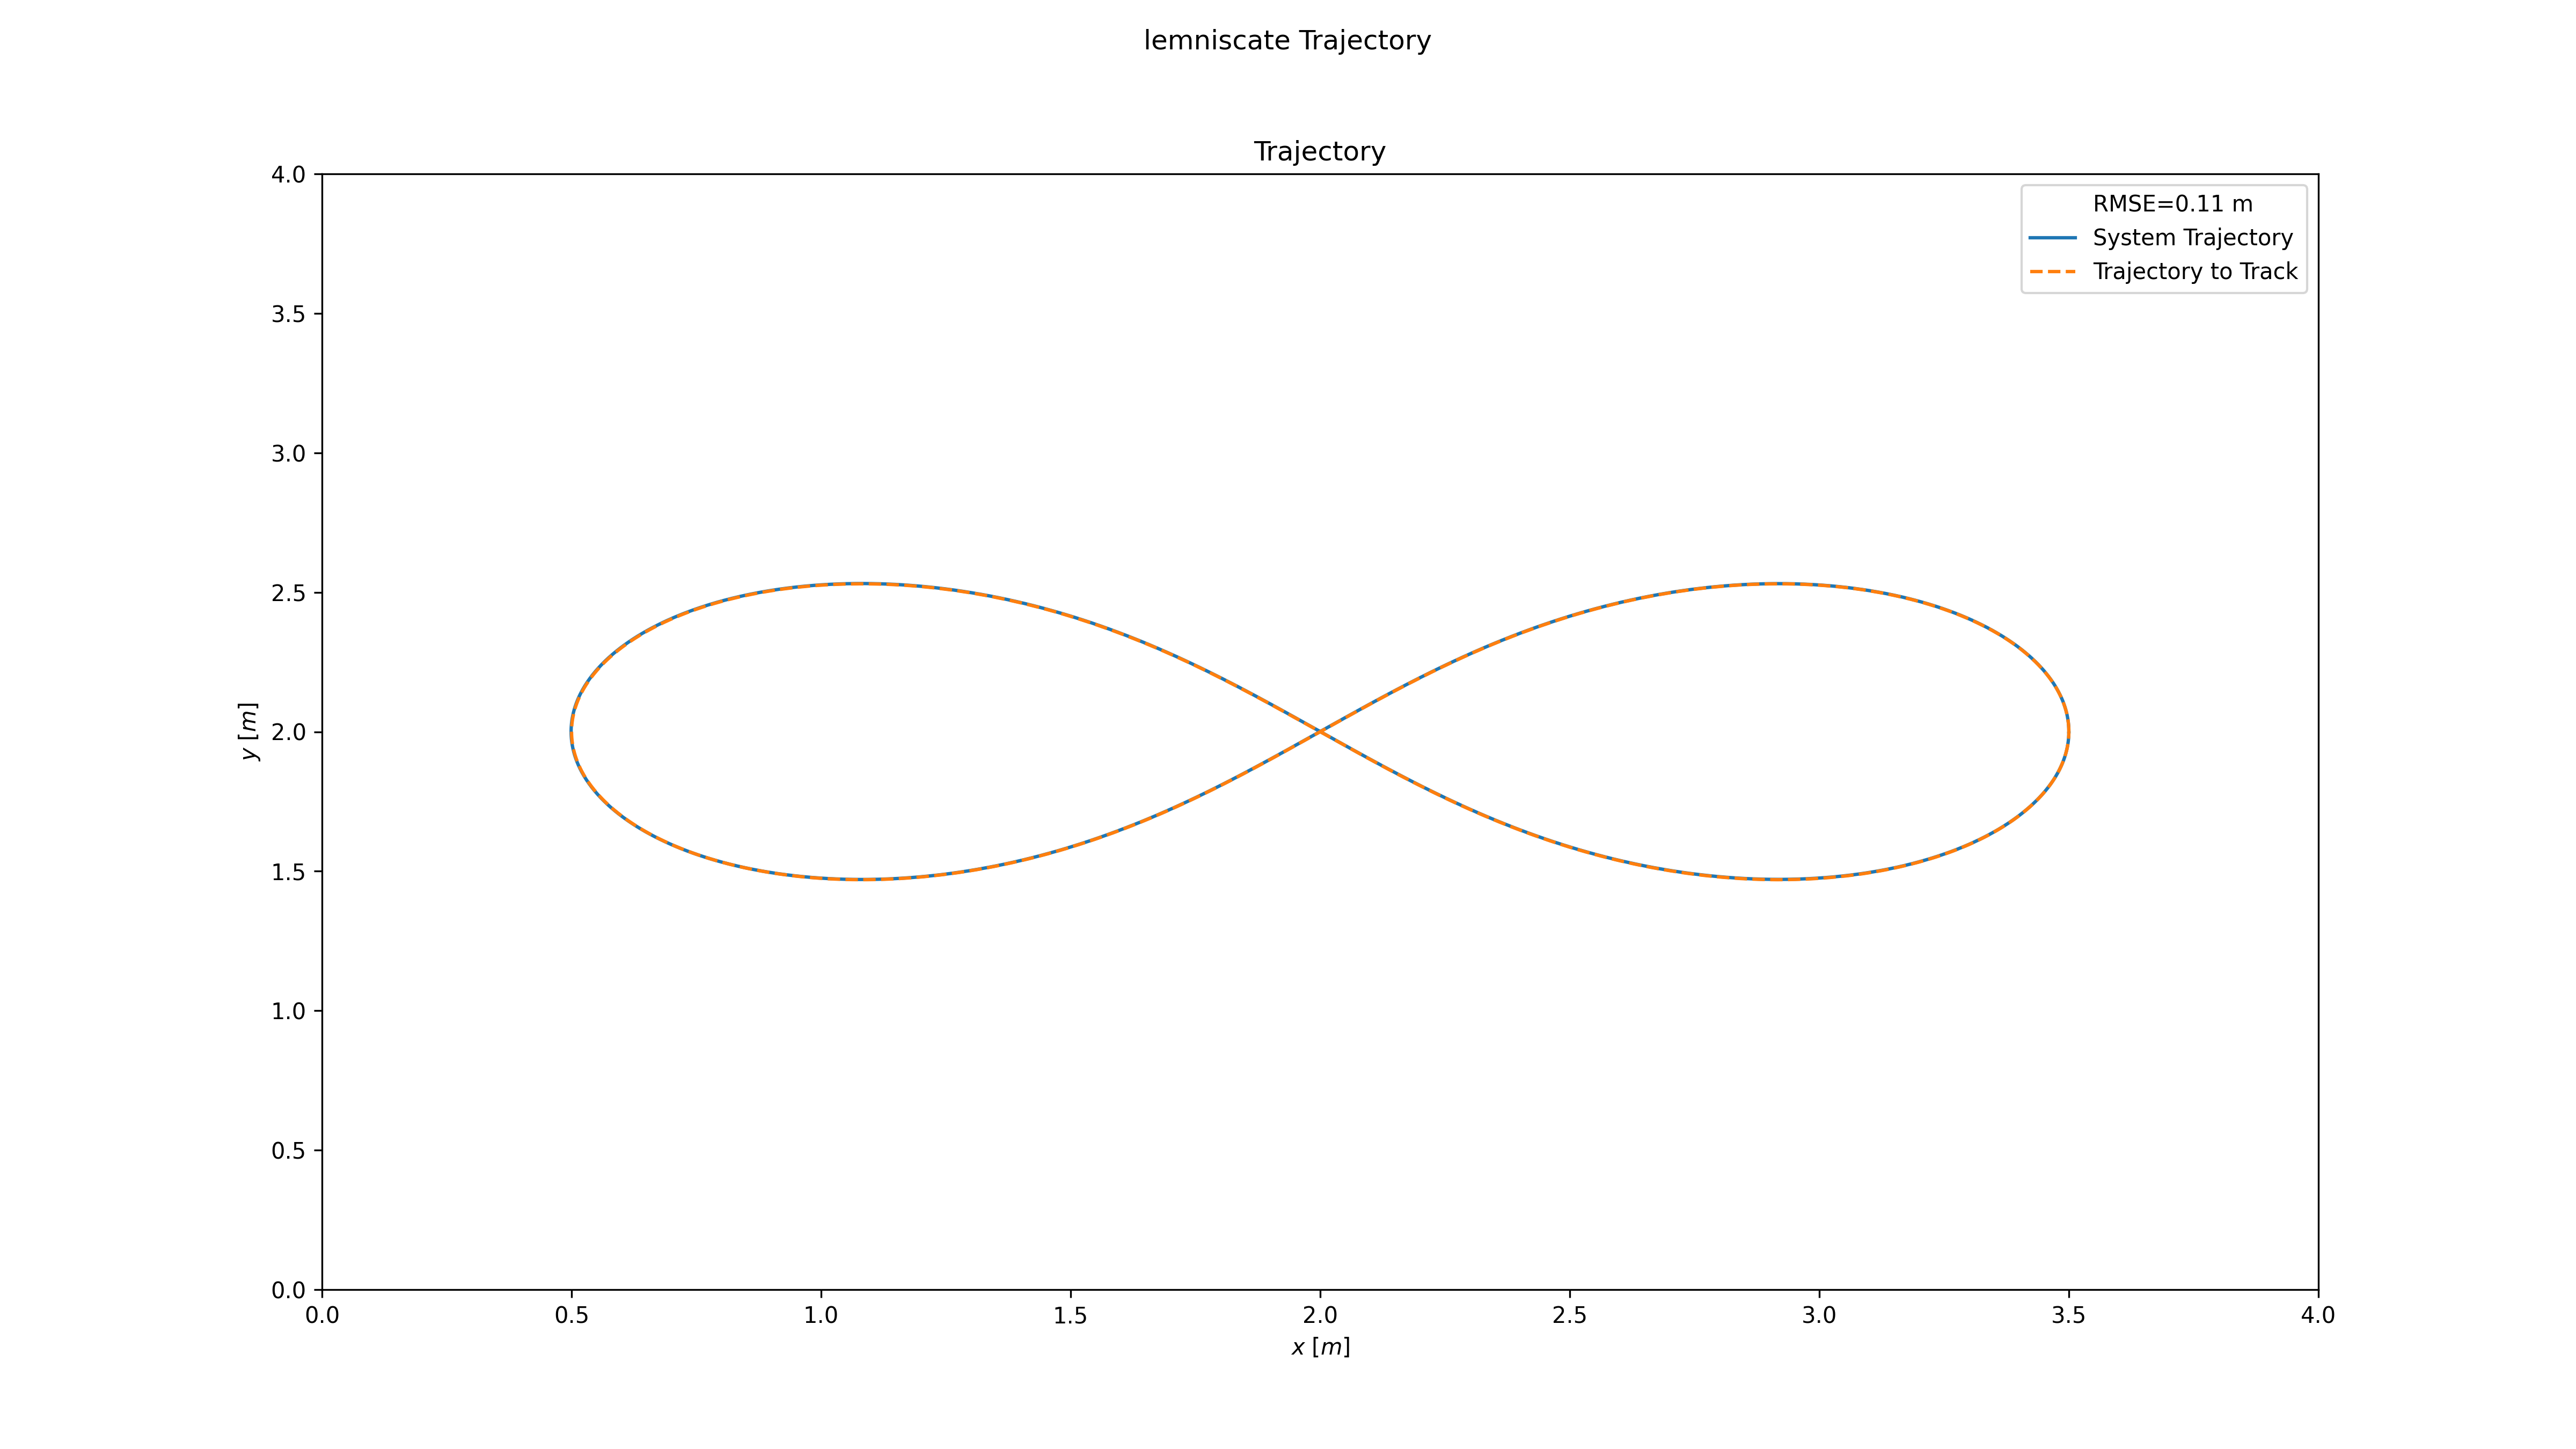 lemniscate Trajectory
Trajectory
RMSE=0.11 m
System Trajectory
Trajectory to Track
4.0
3.5
3.0
2.5
2.0
1.5
1.0
0.5
0.0
y [m]
0.0 0.5 1.0 1.5 2.0 2.5 3.0 3.5 4.0
x [m]